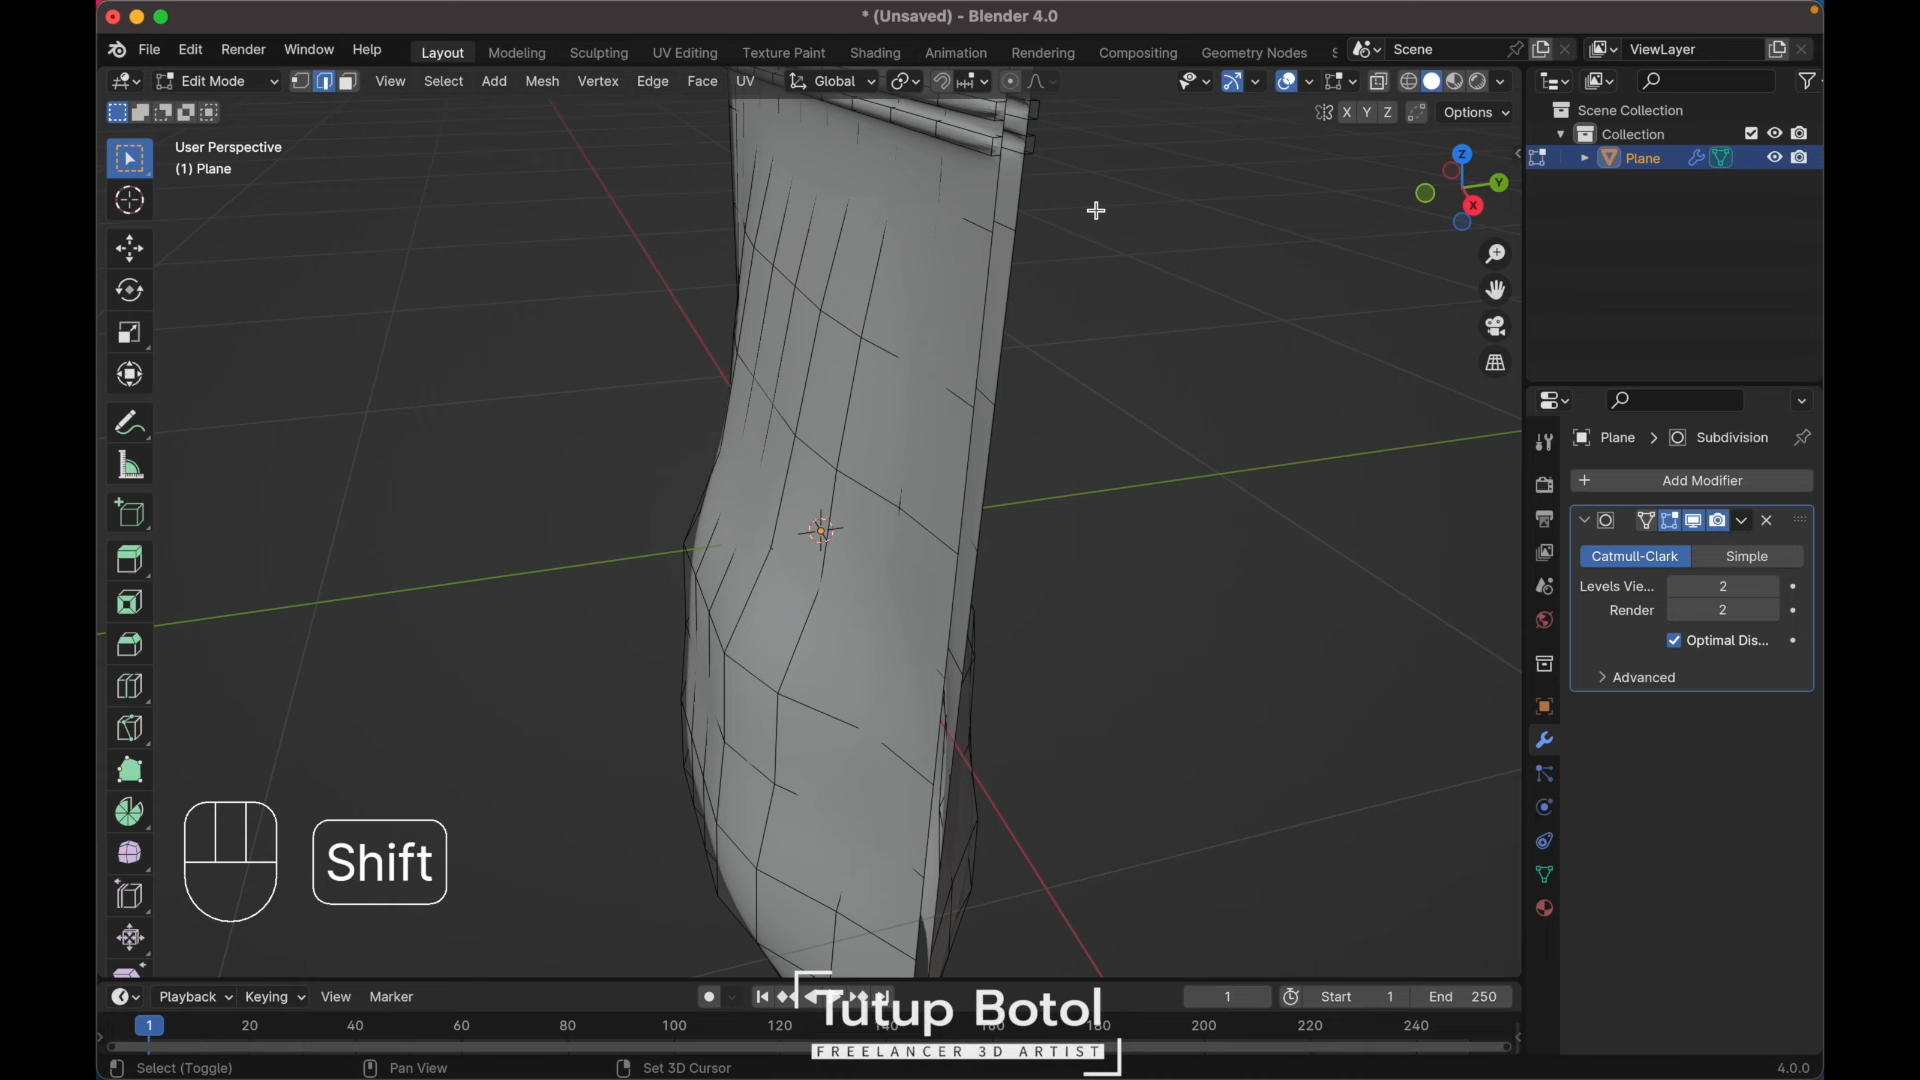 * (Unsaved) - Blender 4.0
File Edit Render Window Help Layout Modeling Sculpting UV Editing Texture Paint Shading Animation Rendering Compositing Geometry Nodes Scene ViewLayer
Edit Mode View Select Add Mesh Vertex Edge Face UV Global
X Y Z Options
User Perspective
(1) Plane
Z
Y
X
Scene Collection
Collection
Plane
Plane > Subdivision
+ Add Modifier
Catmull-Clark Simple
Levels Vie... 2
Render 2
Optimal Dis...
Advanced
Shift
Playback Keying View Marker 1 Start 1 End 250
1 20 40 60 80 100 120 140 160 180 200 220 240
Tutup Botol
FREELANCER 3D ARTIST
Select (Toggle) Pan View Set 3D Cursor 4.0.0